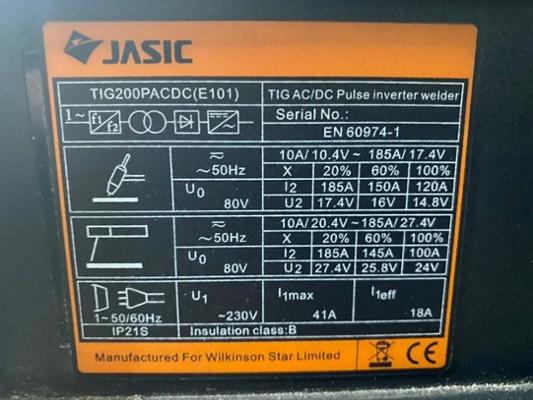 JASIC
TIG200PACDC(E101) TIG AC/DC Pulse inverter welder
1~ f1 f2 Serial No.:
EN 60974-1
10A/10.4V ~ 185A/17.4V
~50Hz X 20% 60% 100%
U0 I2 185A 150A 120A
80V U2 17.4V 16V 14.8V
10A/20.4V ~185A/27.4V
~50Hz X 20% 60% 100%
U0 I2 185A 145A 100A
80V U2 27.4V 25.8V 24V
U1 I1max I1eff
1~50/60Hz ~230V 41A 18A
IP21S Insulation class:B
Manufactured For Wilkinson Star Limited CE